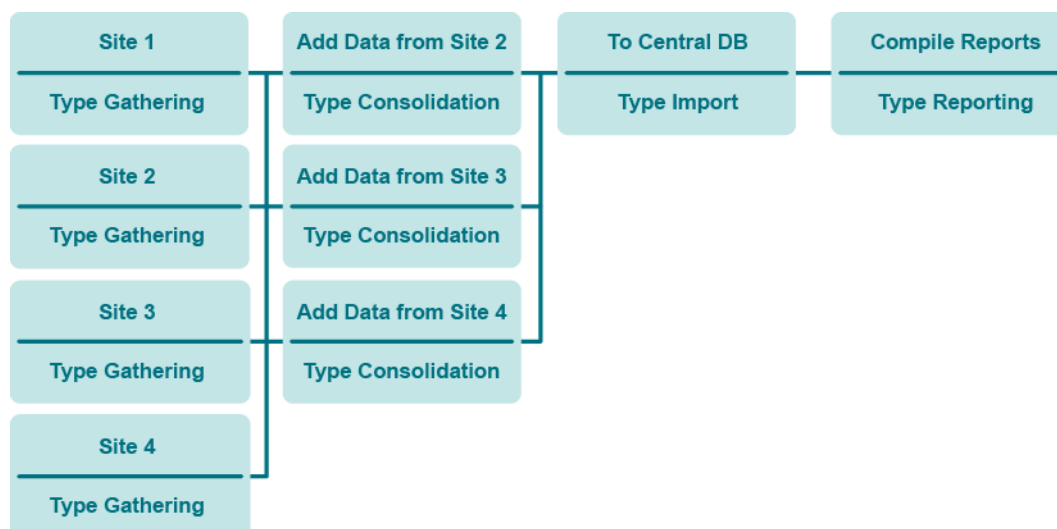 Site 1
Type Gathering
Site 2
Type Gathering
Site 3
Type Gathering
Site 4
Type Gathering
Add Data from Site 2
Type Consolidation
Add Data from Site 3
Type Consolidation
Add Data from Site 4
Type Consolidation
To Central DB
Type Import
Compile Reports
Type Reporting